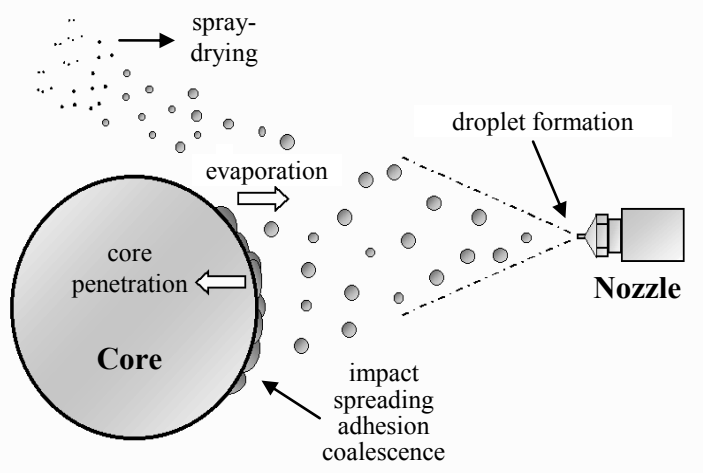 spray-
drying
droplet formation
evaporation
core
penetration
Nozzle
Core
impact
spreading
adhesion
coalescence